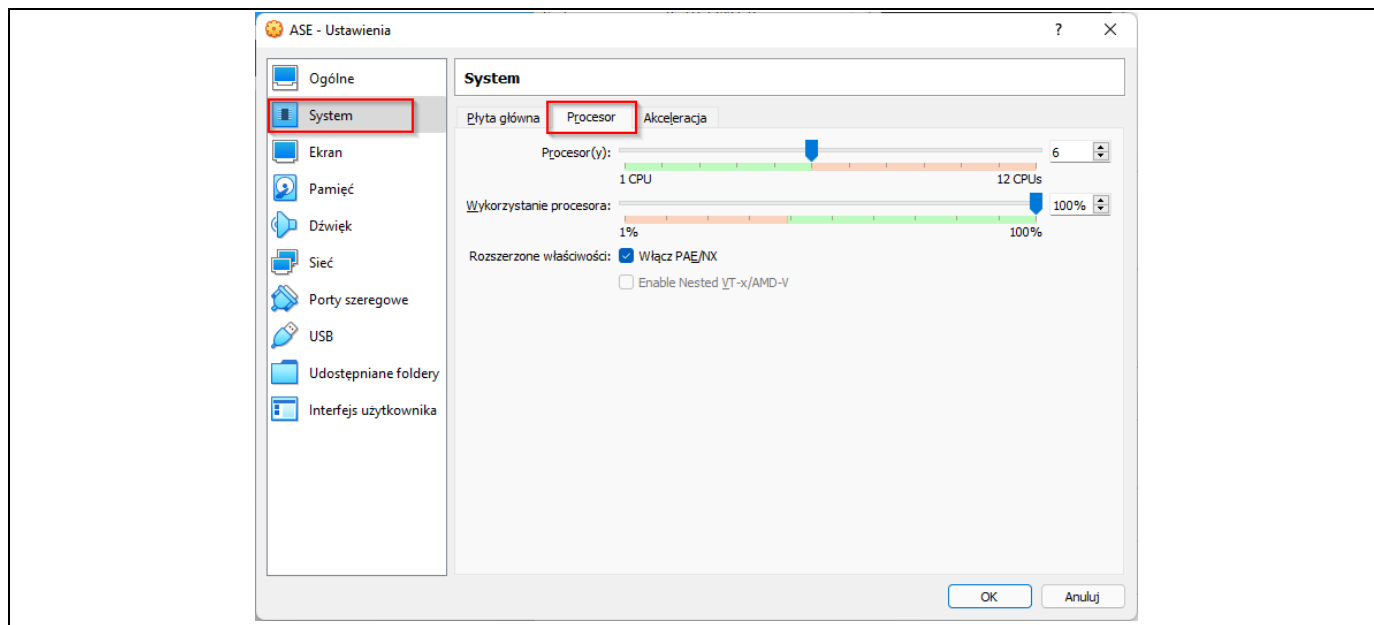 ASE - Ustawienia
?
Ogólne
System
Ekran
Pamięć
Dźwięk
Sieć
Porty szeregowe
USB
Udostępniane foldery
Interfejs użytkownika
System
Płyta główna Procesor Akceleracja
Procesor(y): 6
1 CPU 12 CPUs
Wykorzystanie procesora: 100%
1% 100%
Rozszerzone właściwości: Włącz PAE/NX
Enable Nested VT-x/AMD-V
OK Anuluj